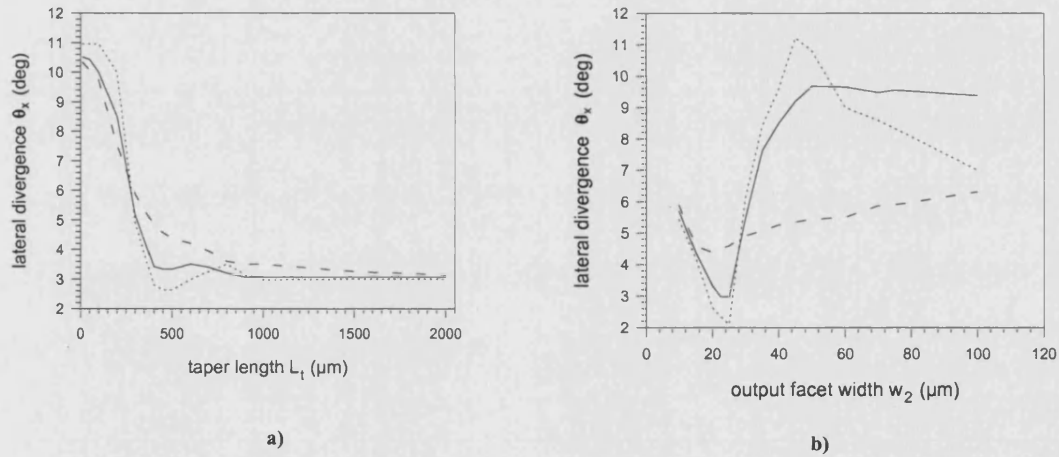 12
11
10
9
8
7
6
5
4
3
2
lateral divergence θx (deg)
0 500 1000 1500 2000
taper length Lt (µm)
a)
12
11
10
9
8
7
6
5
4
3
2
lateral divergence θx (deg)
0 20 40 60 80 100 120
output facet width w2 (µm)
b)